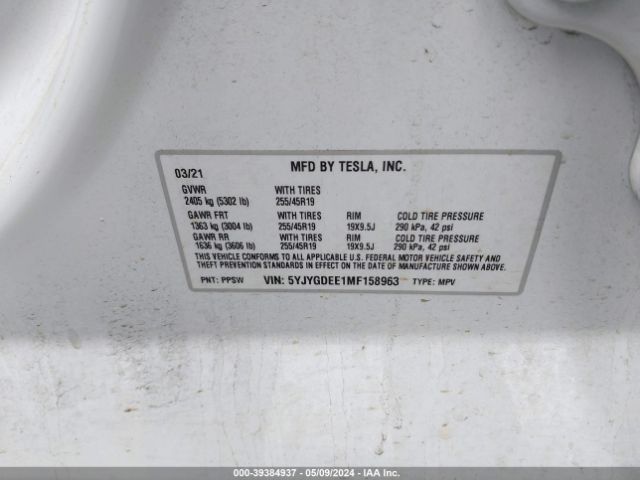 03/21 MFD BY TESLA, INC.
GVWR WITH TIRES
2405 kg (5302 lb) 255/45R19
GAWR FRT WITH TIRES RIM COLD TIRE PRESSURE
1363 kg (3004 lb) 255/45R19 19X9.5J 290 kPa, 42 psi
GAWR RR WITH TIRES RIM COLD TIRE PRESSURE
1636 kg (3606 lb) 255/45R19 19X9.5J 290 kPa, 42 psi
THIS VEHICLE CONFORMS TO ALL APPLICABLE U.S. FEDERAL MOTOR VEHICLE SAFETY AND
THEFT PREVENTION STANDARDS IN EFFECT ON THE DATE OF MANUFACTURE SHOWN ABOVE.
PNT: PPSW VIN: 5YJYGDEE1MF158963 TYPE: MPV
000-39384937 - 05/09/2024 - IAA Inc.